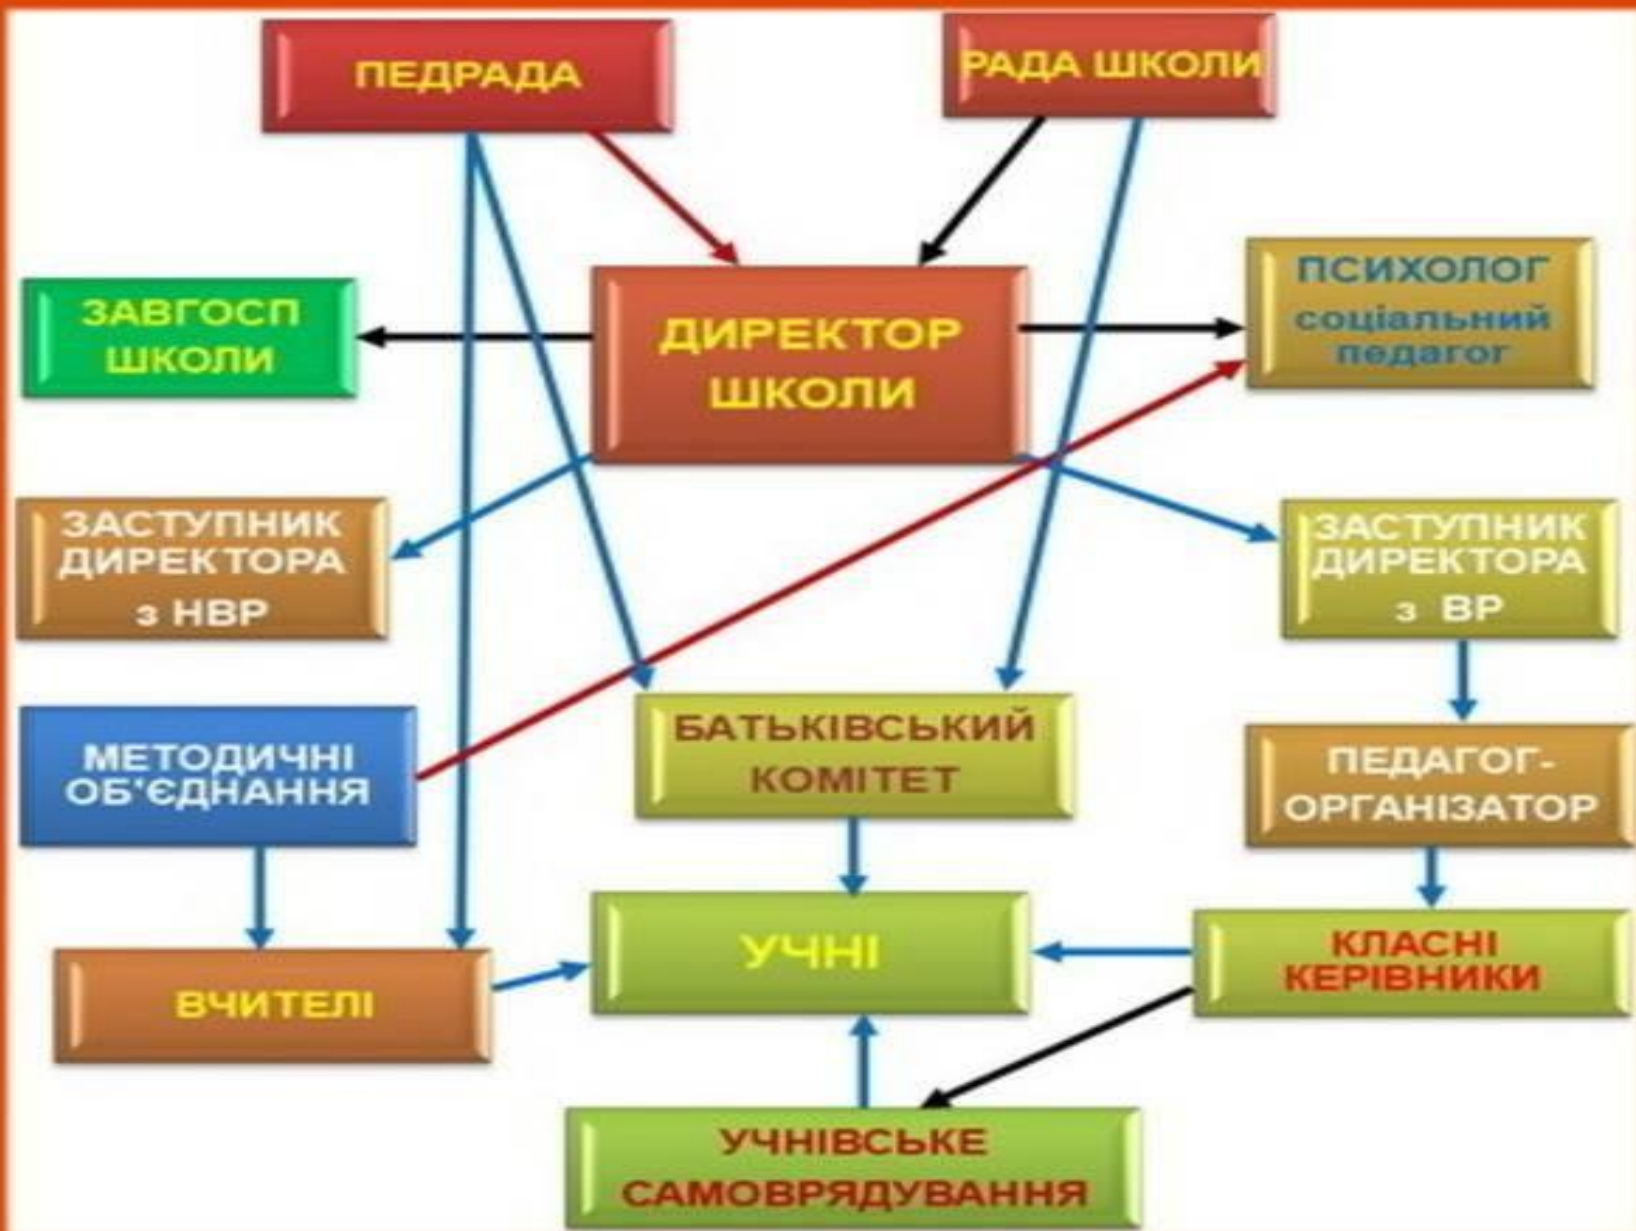 ПЕДРАДА
РАДА ШКОЛИ
ЗАВГОСП
ШКОЛИ
ДИРЕКТОР
ШКОЛИ
ПСИХОЛОГ
соціальний
педагог
ЗАСТУПНИК
ДИРЕКТОРА
з НВР
ЗАСТУПНИК
ДИРЕКТОРА
з ВР
МЕТОДИЧНІ
ОБ'ЄДНАННЯ
БАТЬКІВСЬКИЙ
КОМІТЕТ
ПЕДАГОГ-
ОРГАНІЗАТОР
ВЧИТЕЛІ
УЧНІ
КЛАСНІ
КЕРІВНИКИ
УЧНІВСЬКЕ
САМОВРЯДУВАННЯ